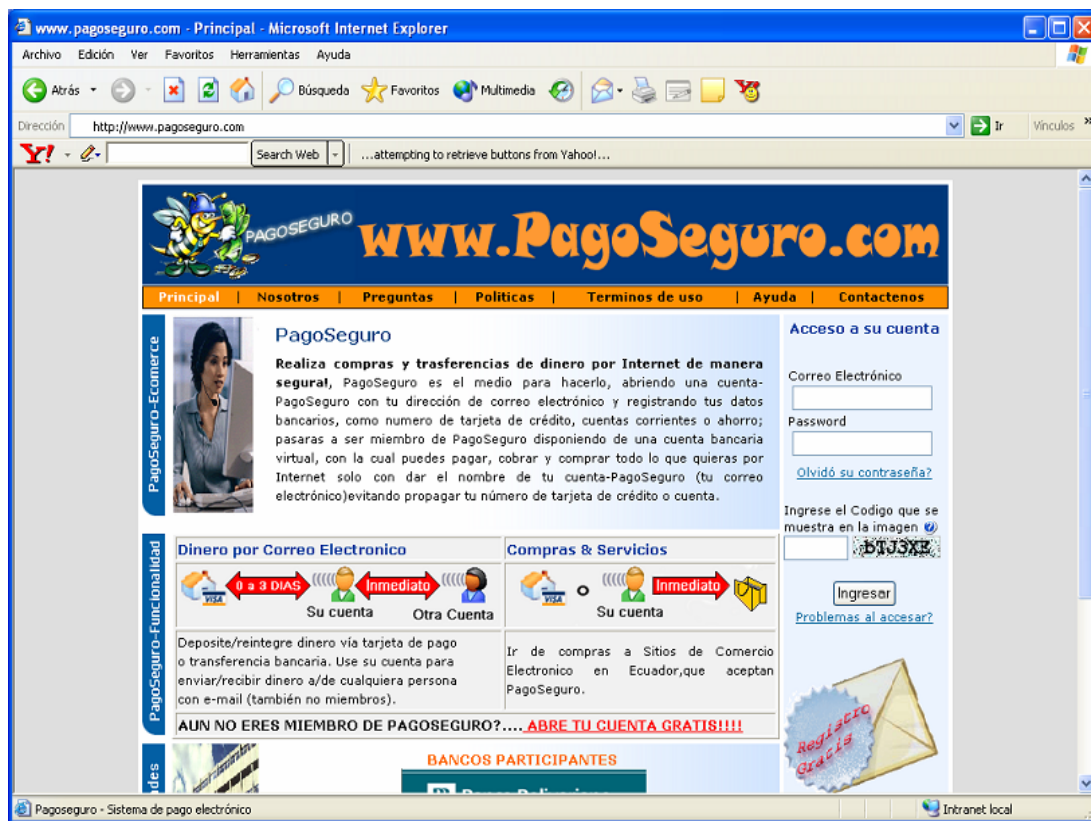 www.pagoseguro.com - Principal - Microsoft Internet Explorer
Archivo Edición Ver Favoritos Herramientas Ayuda
Atrás Búsqueda Favoritos Multimedia
Dirección http://www.pagoseguro.com Ir Vínculos »
Y! Search Web ...attempting to retrieve buttons from Yahoo!...
PAGOSEGURO www.PagoSeguro.com
Principal | Nosotros | Preguntas | Politicas | Terminos de uso | Ayuda | Contactenos
PagoSeguro-Ecomerce
PagoSeguro
Realiza compras y trasferencias de dinero por Internet de manera
segura!, PagoSeguro es el medio para hacerlo, abriendo una cuenta-
PagoSeguro con tu dirección de correo electrónico y registrando tus datos
bancarios, como numero de tarjeta de crédito, cuentas corrientes o ahorro;
pasaras a ser miembro de PagoSeguro disponiendo de una cuenta bancaria
virtual, con la cual puedes pagar, cobrar y comprar todo lo que quieras por
Internet solo con dar el nombre de tu cuenta-PagoSeguro (tu correo
electrónico)evitando propagar tu número de tarjeta de crédito o cuenta.
Acceso a su cuenta
Correo Electrónico
Password
Olvidó su contraseña?
Ingrese el Codigo que se
muestra en la imagen
bTJ3XE
Ingresar
Problemas al accesar?
Registro
Gratis
PagoSeguro-Funcionalidad
Dinero por Correo Electronico
VISA 0 a 3 DIAS Inmediato
Su cuenta Otra Cuenta
Deposite/reintegre dinero vía tarjeta de pago
o transferencia bancaria. Use su cuenta para
enviar/recibir dinero a/de cualquiera persona
con e-mail (también no miembros).
Compras & Servicios
VISA o Inmediato
Su cuenta
Ir de compras a Sitios de Comercio
Electronico en Ecuador,que aceptan
PagoSeguro.
AUN NO ERES MIEMBRO DE PAGOSEGURO?.... ABRE TU CUENTA GRATIS!!!!
des
BANCOS PARTICIPANTES
Pagoseguro - Sistema de pago electrónico Intranet local